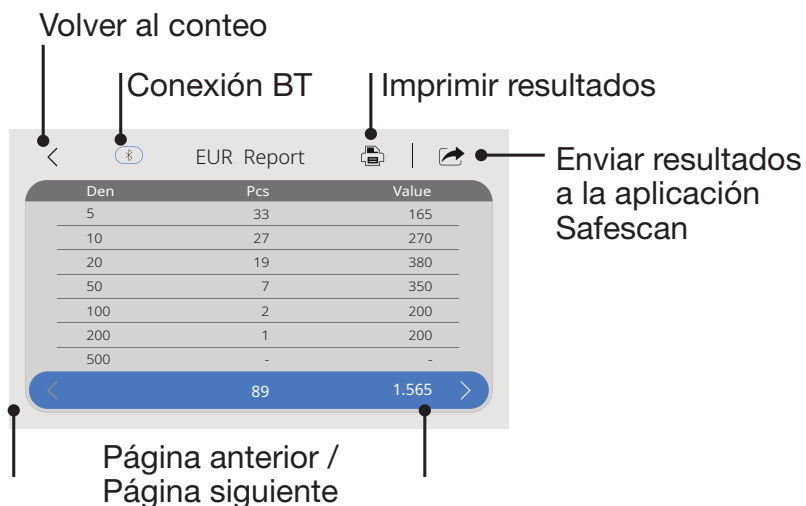 Volver al conteo
Conexión BT
Imprimir resultados
EUR Report
Enviar resultados
a la aplicación
Safescan
Den Pcs Value
5 33 165
10 27 270
20 19 380
50 7 350
100 2 200
200 1 200
500 - -
89 1.565
Página anterior /
Página siguiente